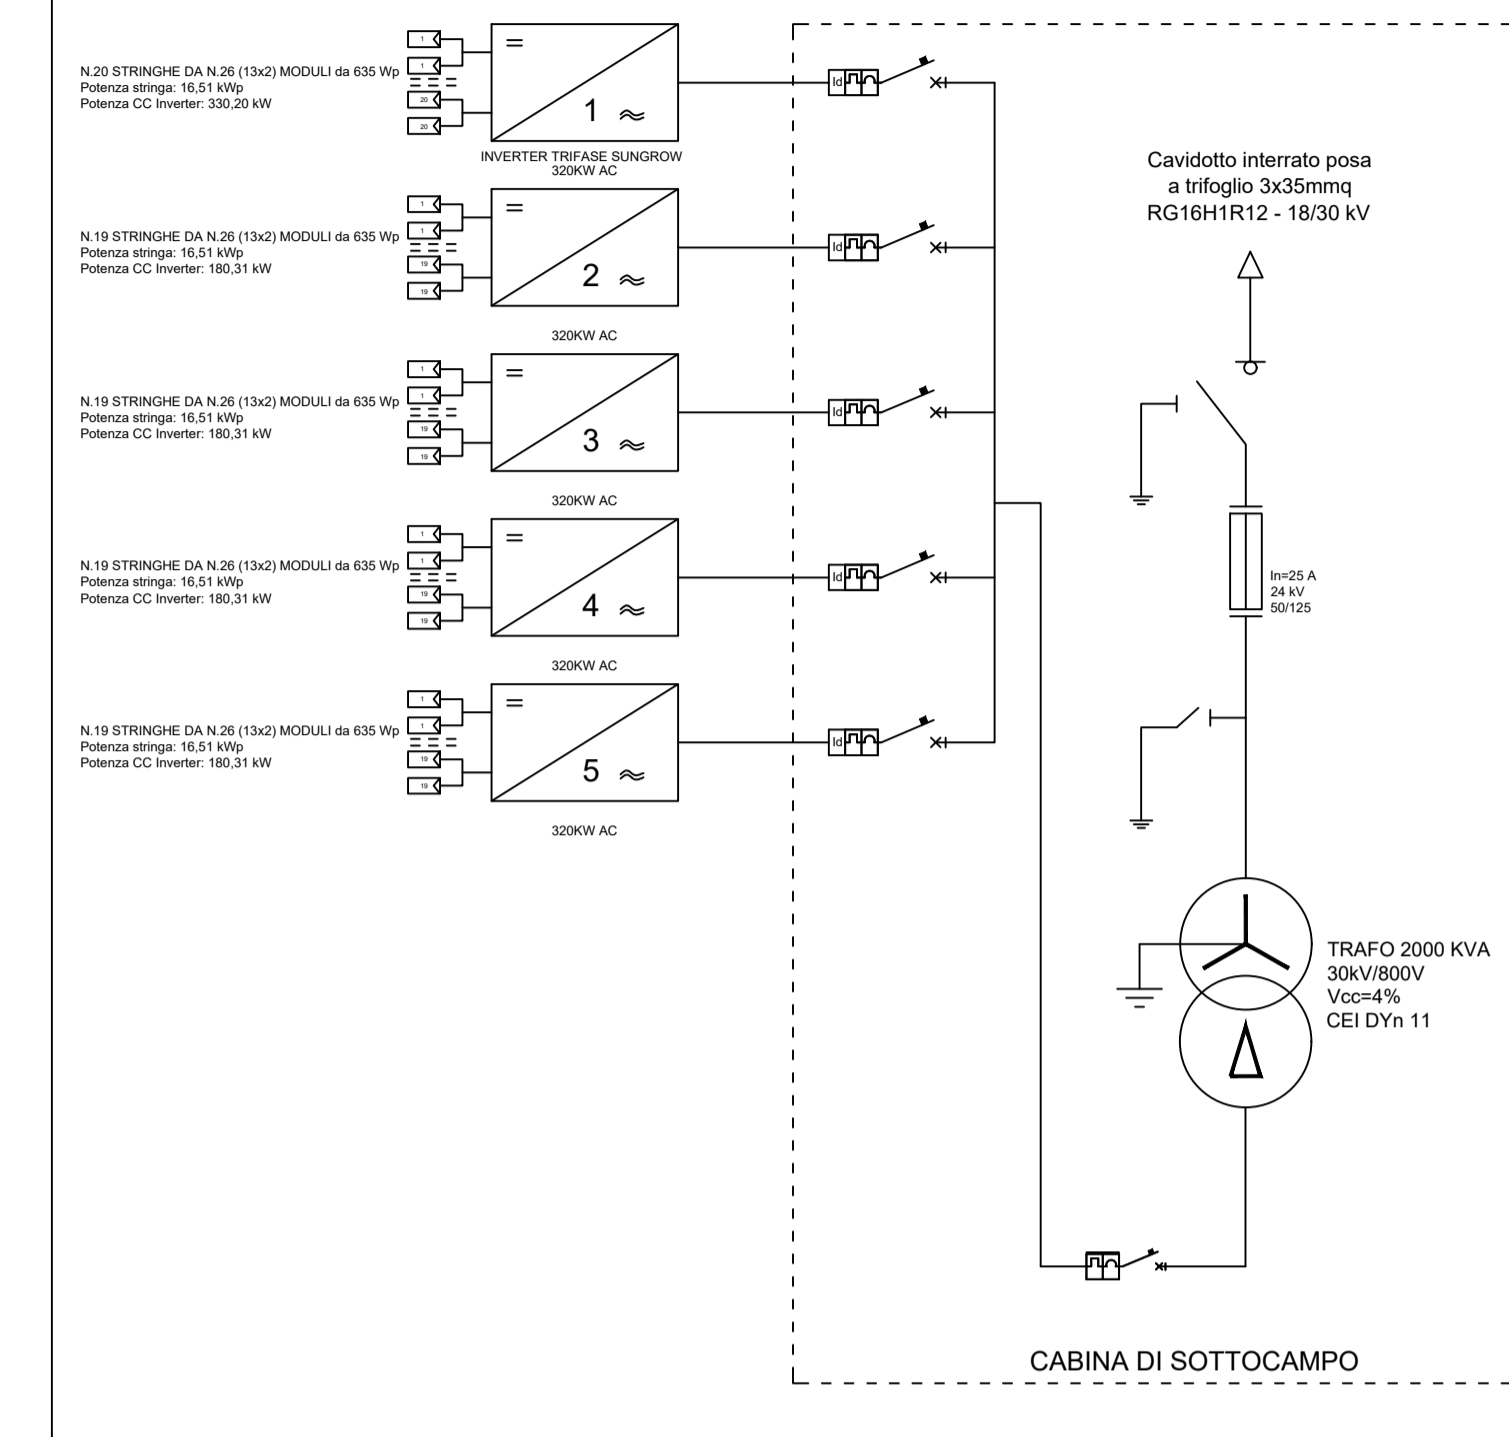 N.20 STRINGHE DA N.26 (13x2) MODULI da 635 Wp
Potenza stringa: 16,51 kWp
Potenza CC Inverter: 330,20 kW
1
1
20
20
=
1 ≈
INVERTER TRIFASE SUNGROW
320KW AC
N.19 STRINGHE DA N.26 (13x2) MODULI da 635 Wp
Potenza stringa: 16,51 kWp
Potenza CC Inverter: 180,31 kW
1
1
19
19
=
2 ≈
320KW AC
N.19 STRINGHE DA N.26 (13x2) MODULI da 635 Wp
Potenza stringa: 16,51 kWp
Potenza CC Inverter: 180,31 kW
1
1
19
19
=
3 ≈
320KW AC
N.19 STRINGHE DA N.26 (13x2) MODULI da 635 Wp
Potenza stringa: 16,51 kWp
Potenza CC Inverter: 180,31 kW
1
1
19
19
=
4 ≈
320KW AC
N.19 STRINGHE DA N.26 (13x2) MODULI da 635 Wp
Potenza stringa: 16,51 kWp
Potenza CC Inverter: 180,31 kW
1
1
19
19
=
5 ≈
320KW AC
Id
Id
Id
Id
Id
Cavidotto interrato posa
a trifoglio 3x35mmq
RG16H1R12 - 18/30 kV
In=25 A
24 kV
50/125
TRAFO 2000 KVA
30kV/800V
Vcc=4%
CEI DYn 11
CABINA DI SOTTOCAMPO